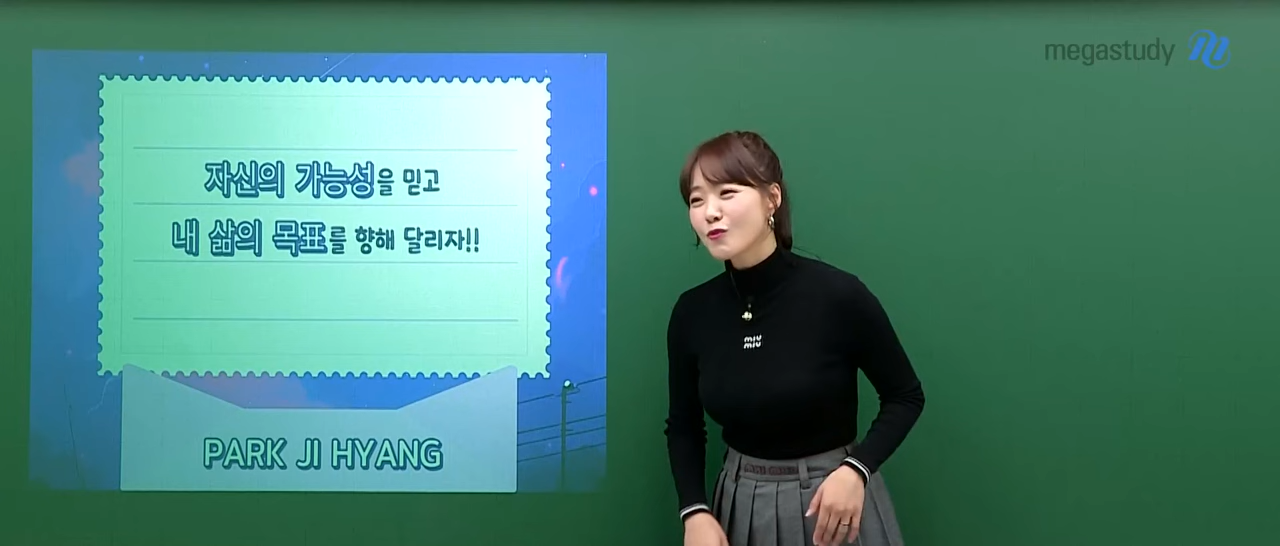 megastudy
자신의 가능성을 믿고
내 삶의 목표를 향해 달리자!!
PARK JI HYANG
miu
miu